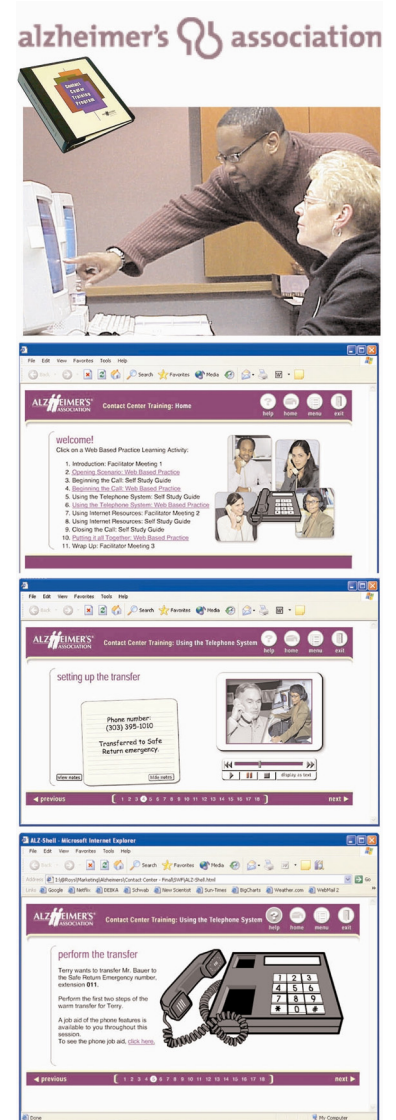 alzheimer's association
Contact
Center
Training
Program
File Edit View Favorites Tools Help
Back Search Favorites Media
ALZHEIMER'S
ASSOCIATION
Contact Center Training: Home
help home menu exit
welcome!
Click on a Web Based Practice Learning Activity:
1. Introduction: Facilitator Meeting 1
2. Opening Scenario: Web Based Practice
3. Beginning the Call: Self Study Guide
4. Beginning the Call: Web Based Practice
5. Using the Telephone System: Self Study Guide
6. Using the Telephone System: Web Based Practice
7. Using Internet Resources: Facilitator Meeting 2
8. Using Internet Resources: Self Study Guide
9. Closing the Call: Self Study Guide
10. Putting it All Together: Web Based Practice
11. Wrap Up: Facilitator Meeting 3
File Edit View Favorites Tools Help
Back Search Favorites Media
ALZHEIMER'S
ASSOCIATION
Contact Center Training: Using the Telephone System
help home menu exit
setting up the transfer
Phone number:
(303) 395-1010
Transferred to Safe
Return emergency.
view notes
hide notes
display as text
previous
1 2 3 4 5 6 7 8 9 10 11 12 13 14 15 16 17 18
next
ALZ-Shell - Microsoft Internet Explorer
File Edit View Favorites Tools Help
Back Search Favorites Media
Address
Go
Links Google Netflix DEBKA Schwab New Scientist Sun-Times BigCharts Weather.com WebMail2
ALZHEIMER'S
ASSOCIATION
Contact Center Training: Using the Telephone System
help home menu exit
perform the transfer
Terry wants to transfer Mr. Bauer to
the Safe Return Emergency number,
extension 011.
Perform the first two steps of the
warm transfer for Terry.
A job aid of the phone features is
available to you throughout this
session.
To see the phone job aid, click here.
1 2 3
4 5 6
7 8 9
* 0 #
previous
1 2 3 4 5 6 7 8 9 10 11 12 13 14 15 16 17 18
next
Done
My Computer